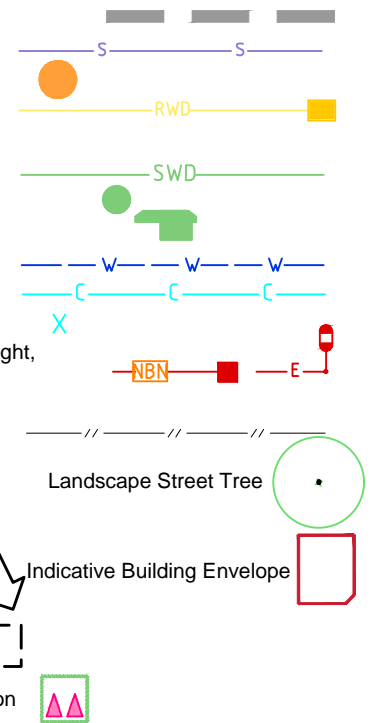 S S
RWD
SWD
W W W
C C C
X
ght,
NBN E
//  //  //
Landscape Street Tree
Indicative Building Envelope
on